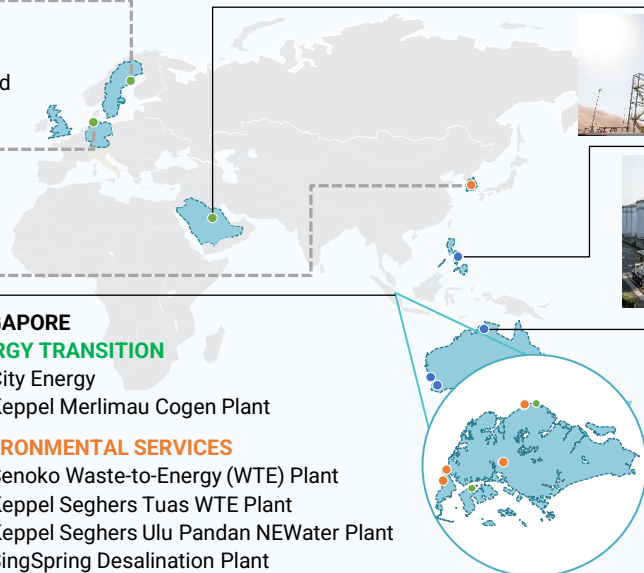 d
GAPORE
RGY TRANSITION
City Energy
Keppel Merlimau Cogen Plant
RONMENTAL SERVICES
Senoko Waste-to-Energy (WTE) Plant
Keppel Seghers Tuas WTE Plant
Keppel Seghers Ulu Pandan NEWater Plant
SingSpring Desalination Plant